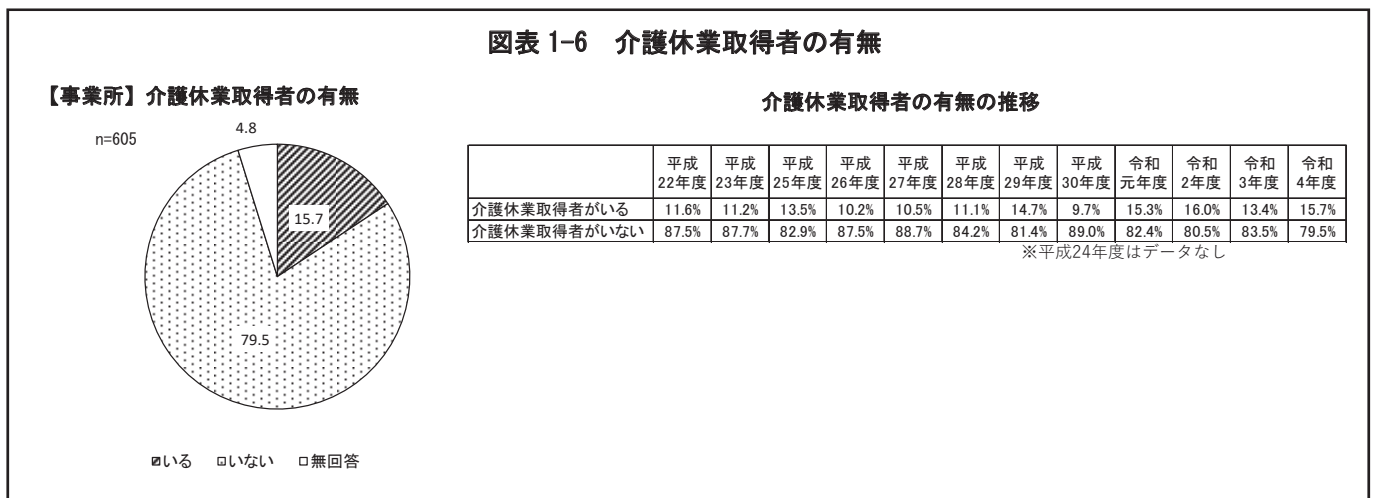 図表 1-6　介護休業取得者の有無
【事業所】介護休業取得者の有無
n=605
4.8
15.7
79.5
いる　いない　無回答
介護休業取得者の有無の推移
平成22年度 平成23年度 平成25年度 平成26年度 平成27年度 平成28年度 平成29年度 平成30年度 令和元年度 令和2年度 令和3年度 令和4年度
介護休業取得者がいる 11.6% 11.2% 13.5% 10.2% 10.5% 11.1% 14.7% 9.7% 15.3% 16.0% 13.4% 15.7%
介護休業取得者がいない 87.5% 87.7% 82.9% 87.5% 88.7% 84.2% 81.4% 89.0% 82.4% 80.5% 83.5% 79.5%
※平成24年度はデータなし